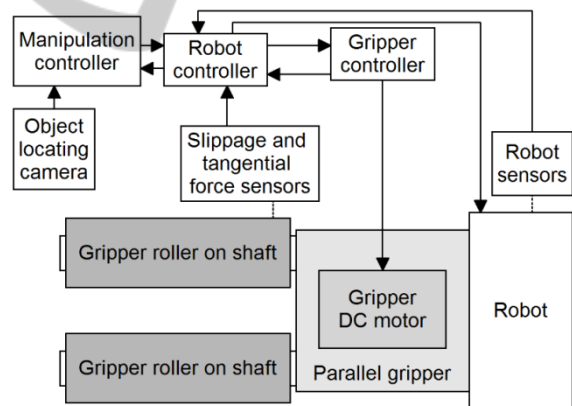 Manipulation
controller
Robot
controller
Gripper
controller
Object
locating
camera
Slippage and
tangential
force sensors
Robot
sensors
Gripper roller on shaft
Gripper
DC motor
Robot
Gripper roller on shaft
Parallel gripper